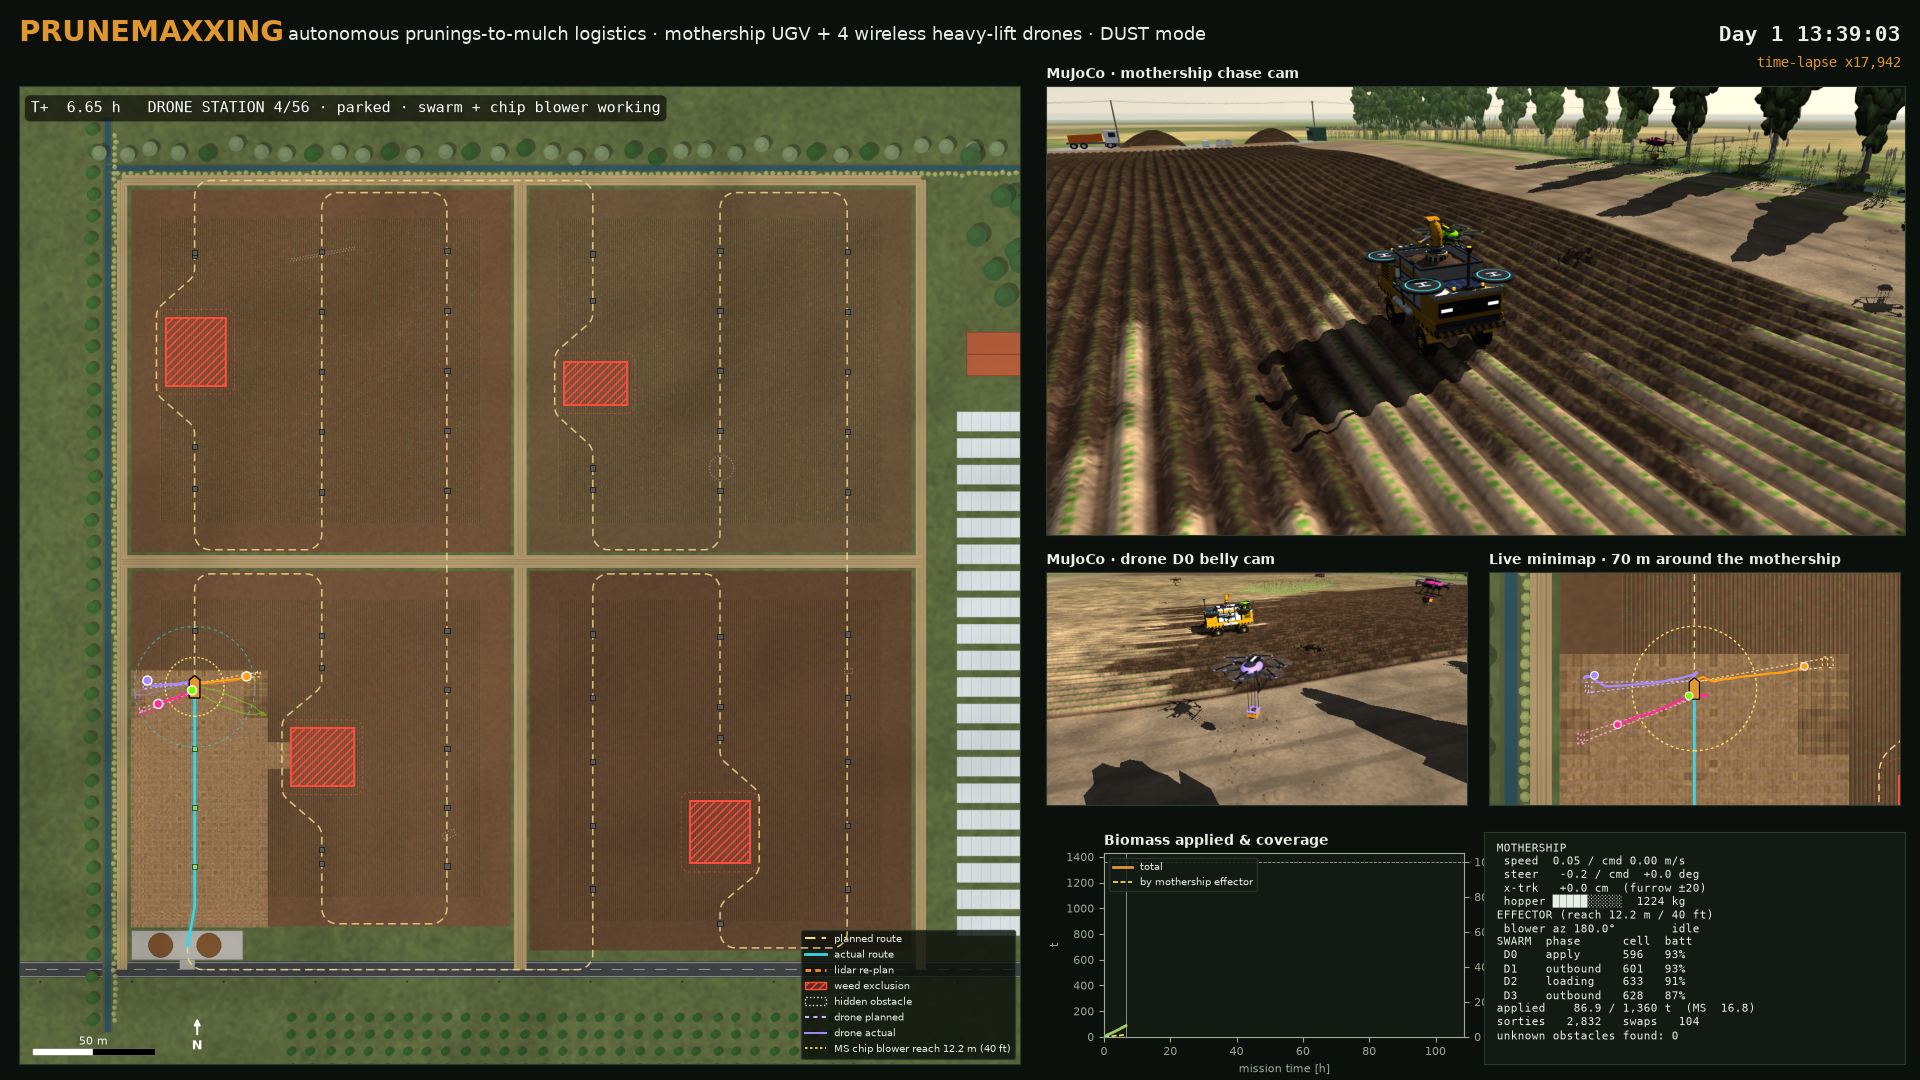 PRUNEMAXXING autonomous prunings-to-mulch logistics · mothership UGV + 4 wireless heavy-lift drones · DUST mode
Day 1 13:39:03
time-lapse x17,942
T+ 6.65 h DRONE STATION 4/56 · parked · swarm + chip blower working
50 m
N
planned route
actual route
lidar re-plan
weed exclusion
hidden obstacle
drone planned
drone actual
MS chip blower reach 12.2 m (40 ft)
MuJoCo · mothership chase cam
H
H
H
MuJoCo · drone D0 belly cam
Live minimap · 70 m around the mothership
Biomass applied & coverage
total
by mothership effector
1400
1200
1000
800
600
400
200
0
t
0 20 40 60 80 100
mission time [h]
MOTHERSHIP
speed 0.05 / cmd 0.00 m/s
steer -0.2 / cmd +0.0 deg
x-trk +0.0 cm (furrow ±20)
hopper █████░░░░░ 1224 kg
EFFECTOR (reach 12.2 m / 40 ft)
blower az 180.0° idle
SWARM phase cell batt
D0 apply 596 93%
D1 outbound 601 93%
D2 loading 633 91%
D3 outbound 628 87%
applied 86.9 / 1,360 t (MS 16.8)
sorties 2,832 swaps 104
unknown obstacles found: 0